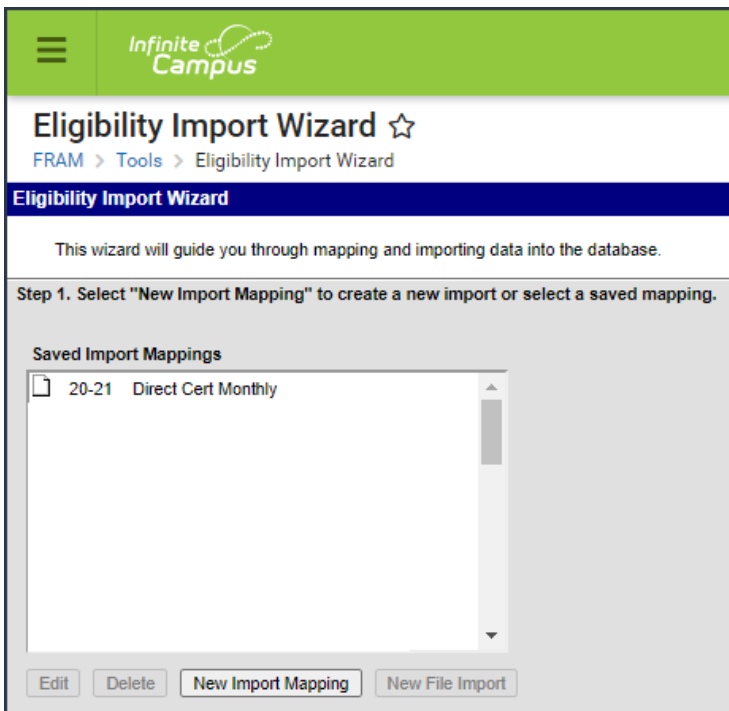 Infinite
Campus
Eligibility Import Wizard
FRAM > Tools > Eligibility Import Wizard
Eligibility Import Wizard
This wizard will guide you through mapping and importing data into the database.
Step 1. Select "New Import Mapping" to create a new import or select a saved mapping.
Saved Import Mappings
20-21 Direct Cert Monthly
Edit Delete New Import Mapping New File Import